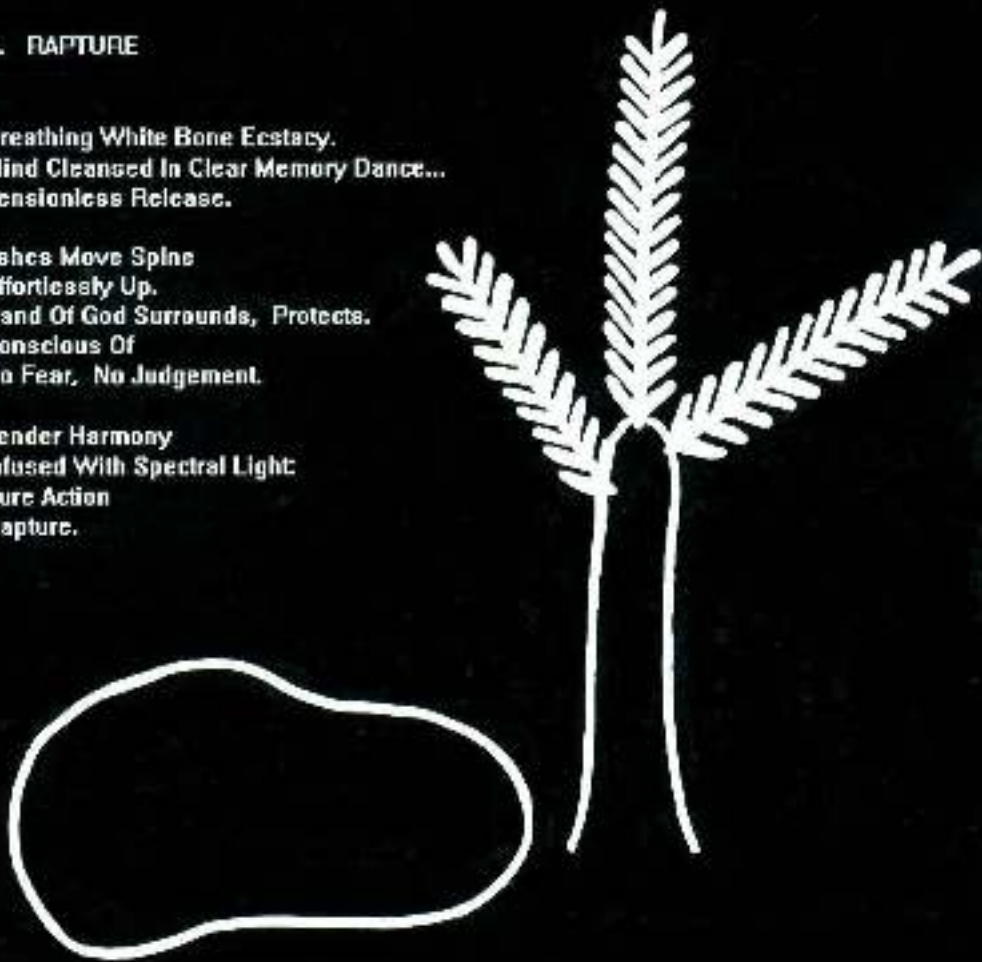 . RAPTURE
reathing White Bone Ecstacy.
lind Cleansed In Clear Memory Dance...
ensionless Release.
shes Move Spine
ffortlessly Up.
and Of God Surrounds, Protects.
onscious Of
o Fear, No Judgement.
ender Harmony
nfused With Spectral Light:
ure Action
apture.